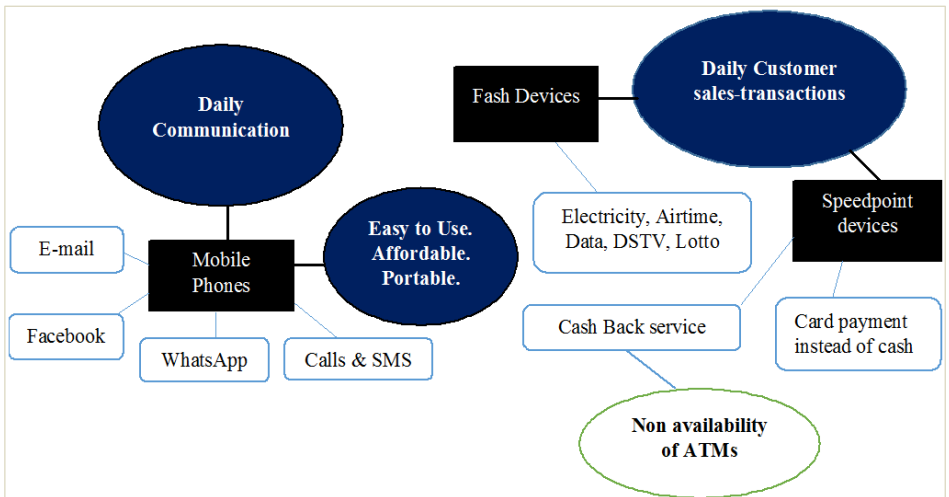 Daily
Communication
Mobile
Phones
Easy to Use.
Affordable.
Portable.
E-mail
Facebook
WhatsApp
Calls & SMS
Fash Devices
Daily Customer
sales-transactions
Electricity, Airtime,
Data, DSTV, Lotto
Speedpoint
devices
Cash Back service
Card payment
instead of cash
Non availability
of ATMs